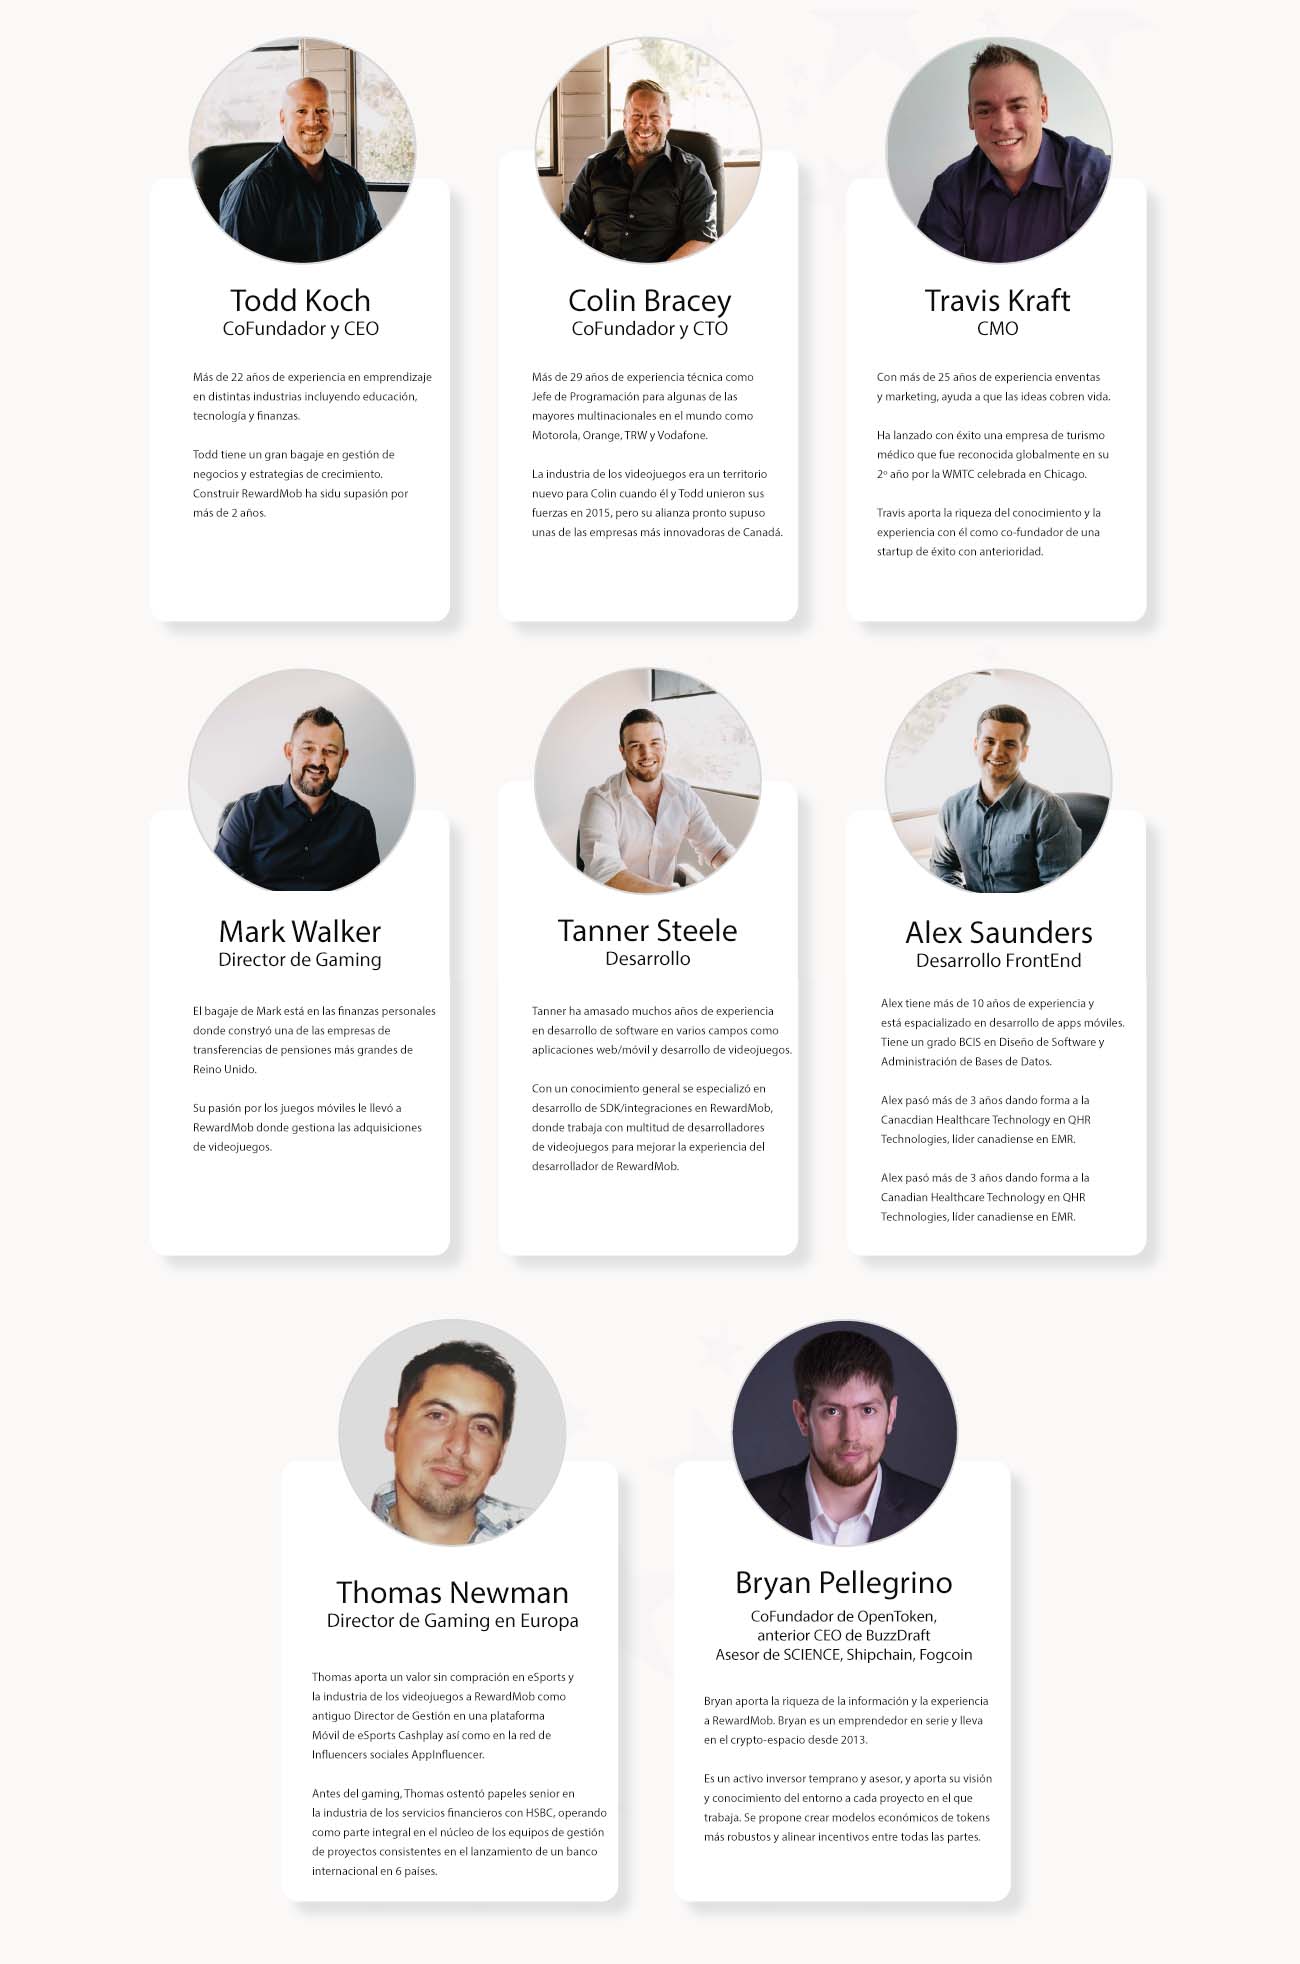 Todd Koch
CoFundador y CEO
Más de 22 años de experiencia en emprendizaje
en distintas industrias incluyendo educación,
tecnología y finanzas.
Todd tiene un gran bagaje en gestión de
negocios y estrategias de crecimiento.
Construir RewardMob ha sidu supasión por
más de 2 años.
Colin Bracey
CoFundador y CTO
Más de 29 años de experiencia técnica como
Jefe de Programación para algunas de las
mayores multinacionales en el mundo como
Motorola, Orange, TRW y Vodafone.
La industria de los videojuegos era un territorio
nuevo para Colin cuando él y Todd unieron sus
fuerzas en 2015, pero su alianza pronto supuso
unas de las empresas más innovadoras de Canadá.
Travis Kraft
CMO
Con más de 25 años de experiencia enventas
y marketing, ayuda a que las ideas cobren vida.
Ha lanzado con éxito una empresa de turismo
médico que fue reconocida globalmente en su
2º año por la WMTC celebrada en Chicago.
Travis aporta la riqueza del conocimiento y la
experiencia con él como co-fundador de una
startup de éxito con anterioridad.
Mark Walker
Director de Gaming
El bagaje de Mark está en las finanzas personales
donde constryó una de las empresas de
transferencias de pensiones más grandes de
Reino Unido.
Su pasión por los juegos móviles le llevó a
RewardMob donde gestiona las adquisiciones
de videojuegos.
Tanner Steele
Desarrollo
Tanner ha amasado muchos años de experiencia
en desarrollo de software en varios campos como
aplicaciones web/móvil y desarrollo de videojuegos.
Con un conocimiento general se especializó en
desarrollo de SDK/integraciones en RewardMob,
donde trabaja con multitud de desarrolladores
de videojuegos para mejorar la experiencia del
desarrollador de RewardMob.
Alex Saunders
Desarrollo FrontEnd
Alex tiene más de 10 años de experiencia y
está espacializado en desarrollo de apps móviles.
Tiene un grado BCIS en Diseño de Software y
Administración de Bases de Datos.
Alex pasó más de 3 años dando forma a la
Canacdian Healthcare Technology en QHR
Technologies, líder canadiense en EMR.
Alex pasó más de 3 años dando forma a la
Canadian Healthcare Technology en QHR
Technologies, líder canadiense en EMR.
Thomas Newman
Director de Gaming en Europa
Thomas aporta un valor sin compración en eSports y
la industria de los videojuegos a RewardMob como
antiguo Director de Gestión en una plataforma
Móvil de eSports Cashplay así como en la red de
Influencers sociales AppInfluencer.
Antes del gaming, Thomas ostentó papeles senior en
la industria de los servicios financieros con HSBC, operando
como parte integral en el núcleo de los equipos de gestión
de proyectos consistentes en el lanzamiento de un banco
internacional en 6 países.
Bryan Pellegrino
CoFundador de OpenToken,
anterior CEO de BuzzDraft
Asesor de SCIENCE, Shipchain, Fogcoin
Bryan aporta la riqueza de la información y la experiencia
a RewardMob. Bryan es un emprendedor en serie y lleva
en el crypto-espacio desde 2013.
Es un activo inversor temprano y asesor, y aporta su visión
y conocimiento del entorno a cada proyecto en el que
trabaja. Se propone crear modelos económicos de tokens
más robustos y alinear incentivos entre todas las partes.